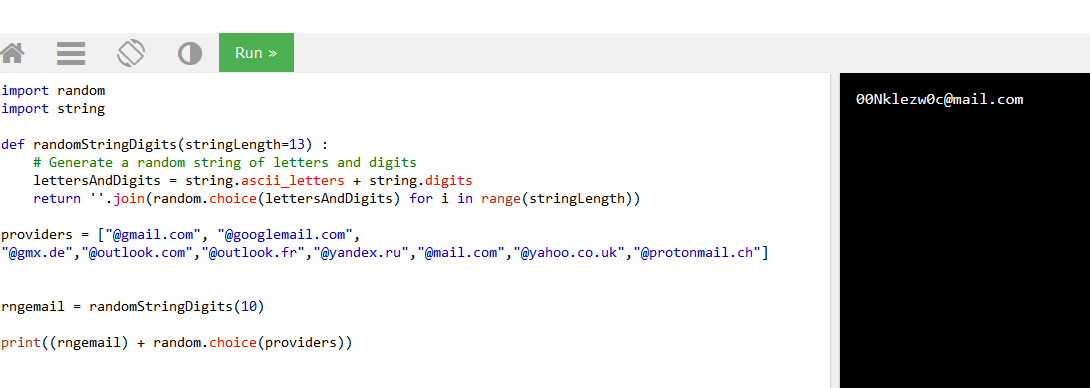 Run »
import random
import string
def randomStringDigits(stringLength=13) :
    # Generate a random string of letters and digits
    lettersAndDigits = string.ascii_letters + string.digits
    return ''.join(random.choice(lettersAndDigits) for i in range(stringLength))
providers = ["@gmail.com", "@googlemail.com",
"@gmx.de","@outlook.com","@outlook.fr","@yandex.ru","@mail.com","@yahoo.co.uk","@protonmail.ch"]
rngemail = randomStringDigits(10)
print((rngemail) + random.choice(providers))
00Nklezw0c@mail.com